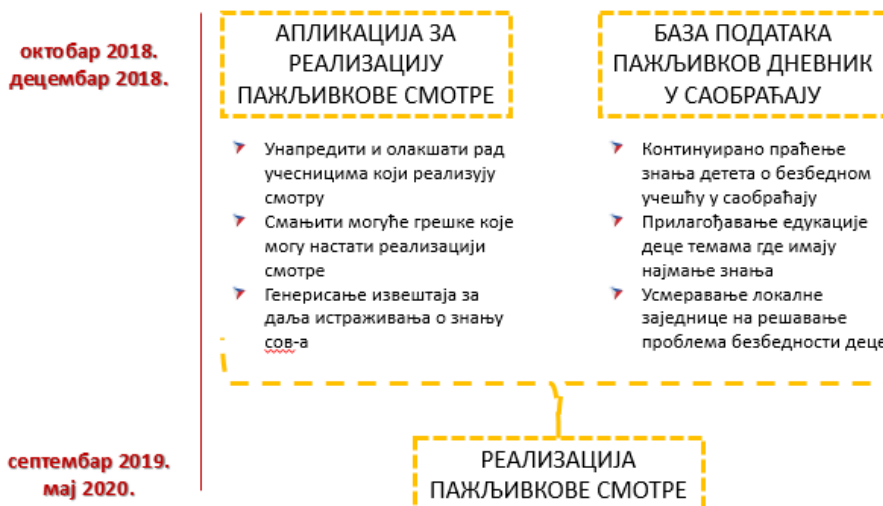 октобар 2018.
децембар 2018.
АПЛИКАЦИЈА ЗА
РЕАЛИЗАЦИЈУ
ПАЖЉИВКОВЕ СМОТРЕ
Унапредити и олакшати рад
учесницима који реализују
смотру
Смањити могуће грешке које
могу настати реализацији
смотре
Генерисање извештаја за
даља истраживања о знању
сов-а
БАЗА ПОДАТАКА
ПАЖЉИВКОВ ДНЕВНИК
У САОБРАЋАЈУ
Континуирано праћење
знања детета о безбедном
учешћу у саобраћају
Прилагођавање едукације
деце темама где имају
најмање знања
Усмеравање локалне
заједнице на решавање
проблема безбедности деце
септембар 2019.
мај 2020.
РЕАЛИЗАЦИЈА
ПАЖЉИВКОВЕ СМОТРЕ